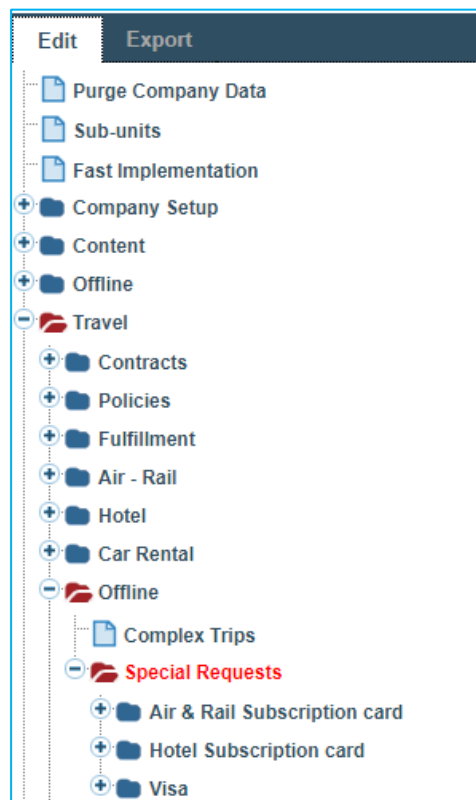 Edit Export
Purge Company Data
Sub-units
Fast Implementation
Company Setup
Content
Offline
Travel
Contracts
Policies
Fulfillment
Air - Rail
Hotel
Car Rental
Offline
Complex Trips
Special Requests
Air & Rail Subscription card
Hotel Subscription card
Visa